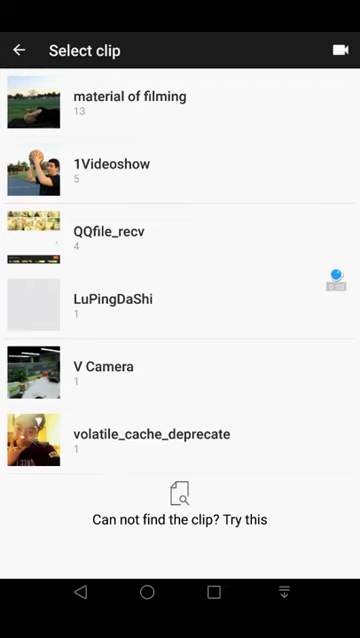 Select clip
material of filming
13
1Videoshow
5
QQfile_recv
4
LuPingDaShi
1
V Camera
1
volatile_cache_deprecate
1
Can not find the clip? Try this